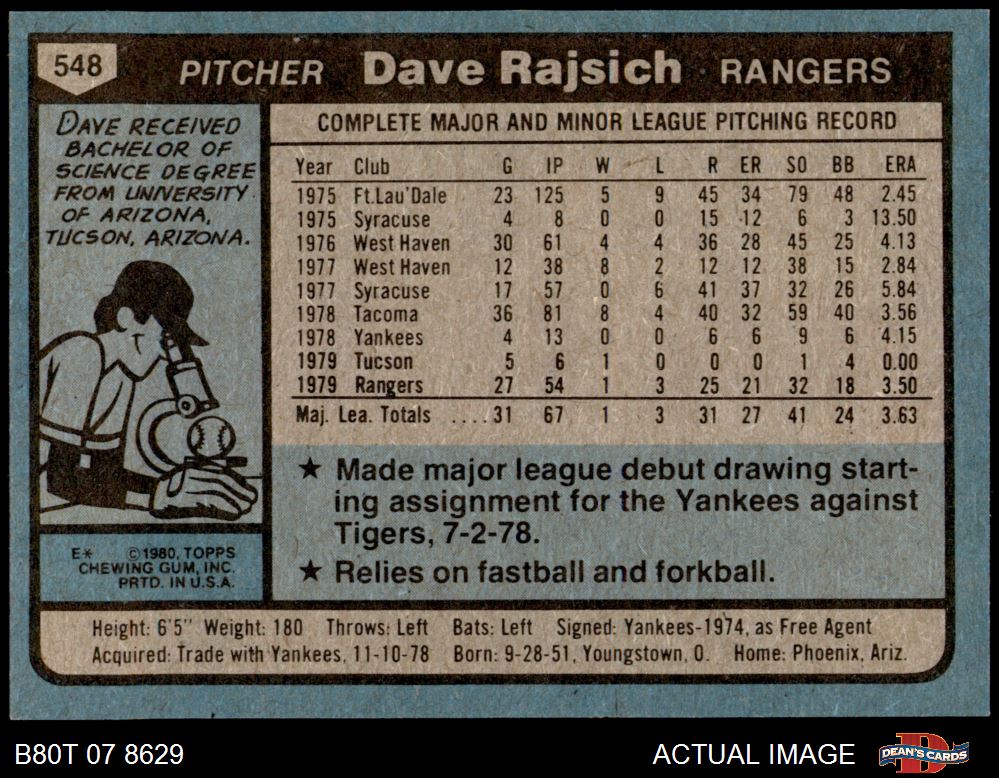 548
PITCHER Dave Rajsich RANGERS
DAVE RECEIVED
BACHELOR OF
SCIENCE DEGREE
FROM UNIVERSITY
OF ARIZONA,
TUCSON, ARIZONA.
COMPLETE MAJOR AND MINOR LEAGUE PITCHING RECORD
Year Club G IP W L R ER SO BB ERA
1975 Ft.Lau'Dale 23 125 5 9 45 34 79 48 2.45
1975 Syracuse 4 8 0 0 15 12 6 3 13.50
1976 West Haven 30 61 4 4 36 28 45 25 4.13
1977 West Haven 12 38 8 2 12 12 38 15 2.84
1977 Syracuse 17 57 0 6 41 37 32 26 5.84
1978 Tacoma 36 81 8 4 40 32 59 40 3.56
1978 Yankees 4 13 0 0 6 6 9 6 4.15
1979 Tucson 5 6 1 0 0 0 1 4 0.00
1979 Rangers 27 54 1 3 25 21 32 18 3.50
Maj. Lea. Totals ....31 67 1 3 31 27 41 24 3.63
★ Made major league debut drawing start-
ing assignment for the Yankees against
Tigers, 7-2-78.
★ Relies on fastball and forkball.
E* ©1980, TOPPS
CHEWING GUM, INC.
PRTD. IN U.S.A.
Height: 6'5" Weight: 180 Throws: Left Bats: Left Signed: Yankees-1974, as Free Agent
Acquired: Trade with Yankees, 11-10-78 Born: 9-28-51, Youngstown, O. Home: Phoenix, Ariz.
B80T 07 8629
ACTUAL IMAGE
D
DEAN'S CARDS